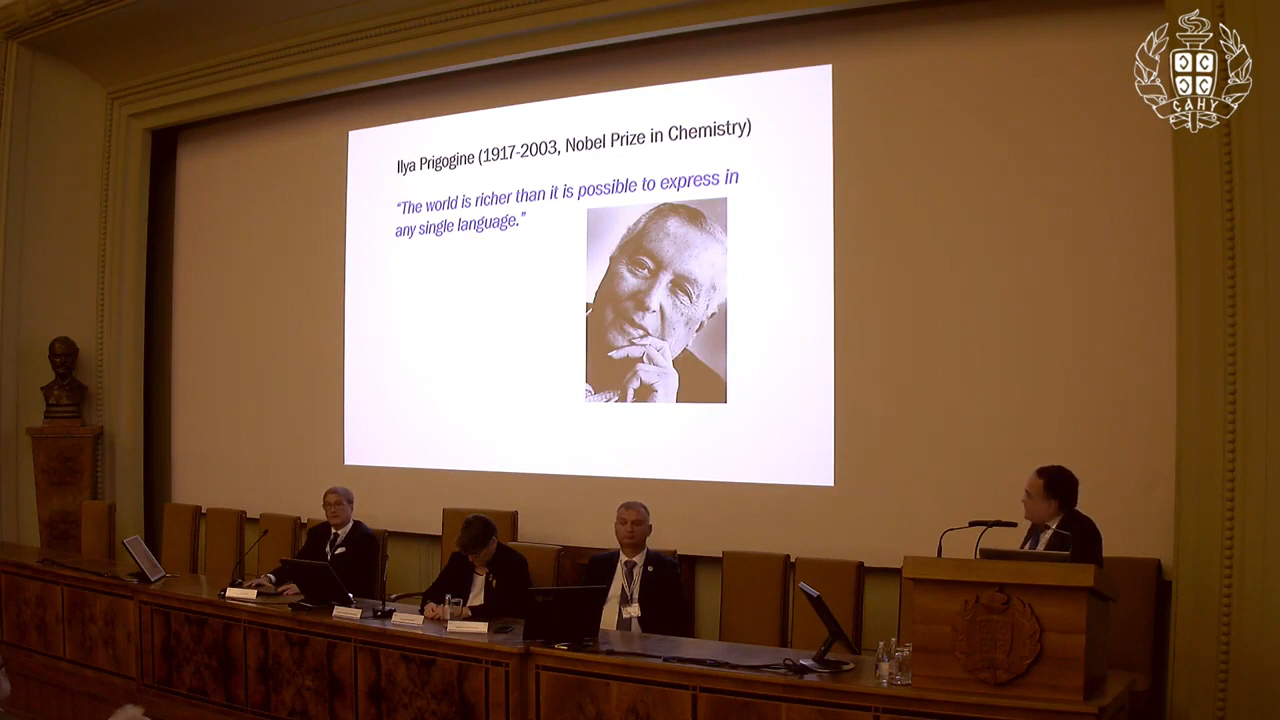 Ilya Prigogine (1917-2003, Nobel Prize in Chemistry)
“The world is richer than it is possible to express in
any single language.”
САНУ